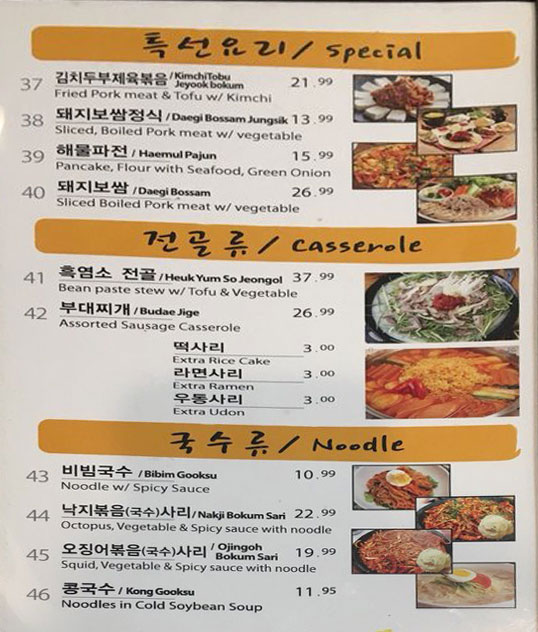 특선요리 / Special
37 김치두부제육볶음 / KimchiTobu Jeyook bokum 21.99
Fried Pork meat & Tofu w/ Kimchi
38 돼지보쌈정식 / Daegi Bossam Jungsik 13.99
Sliced, Boiled Pork meat w/ vegetable
39 해물파전 / Haemul Pajun 15.99
Pancake, Flour with Seafood, Green Onion
40 돼지보쌈 / Daegi Bossam 26.99
Sliced Boiled Pork meat w/ vegetable
전골류 / Casserole
41 흑염소 전골 / Heuk Yum So Jeongol 37.99
Bean paste stew w/ Tofu & Vegetable
42 부대찌개 / Budae Jige 26.99
Assorted Sausage Casserole
떡사리 3.00
Extra Rice Cake
라면사리 3.00
Extra Ramen
우동사리 3.00
Extra Udon
국수류 / Noodle
43 비빔국수 / Bibim Gooksu 10.99
Noodle w/ Spicy Sauce
44 낙지볶음(국수)사리 / Nakji Bokum Sari 22.99
Octopus, Vegetable & Spicy sauce with noodle
45 오징어볶음(국수)사리 / Ojingoh Bokum Sari 19.99
Squid, Vegetable & Spicy sauce with noodle
46 콩국수 / Kong Gooksu 11.95
Noodles in Cold Soybean Soup